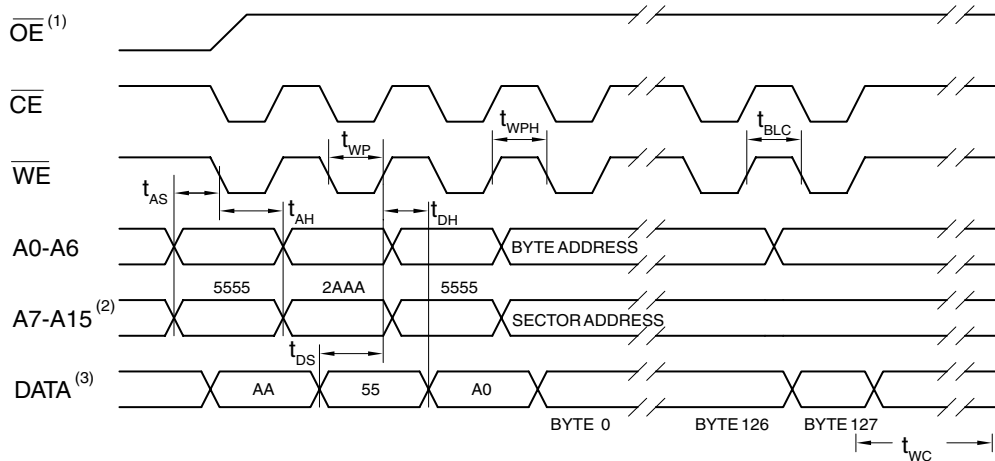 OE (1)
CE
tWPH
tBLC
tWP
WE
tAS
tAH
tDH
A0-A6
BYTE ADDRESS
5555
2AAA
5555
A7-A15 (2)
SECTOR ADDRESS
tDS
DATA (3)
AA
55
A0
BYTE 0
BYTE 126
BYTE 127
tWC